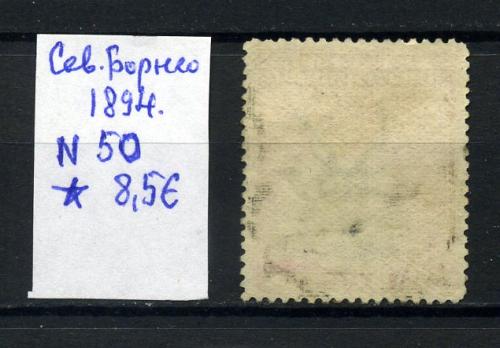 Сев. Борнео
1894.
N 50
★ 8,5€